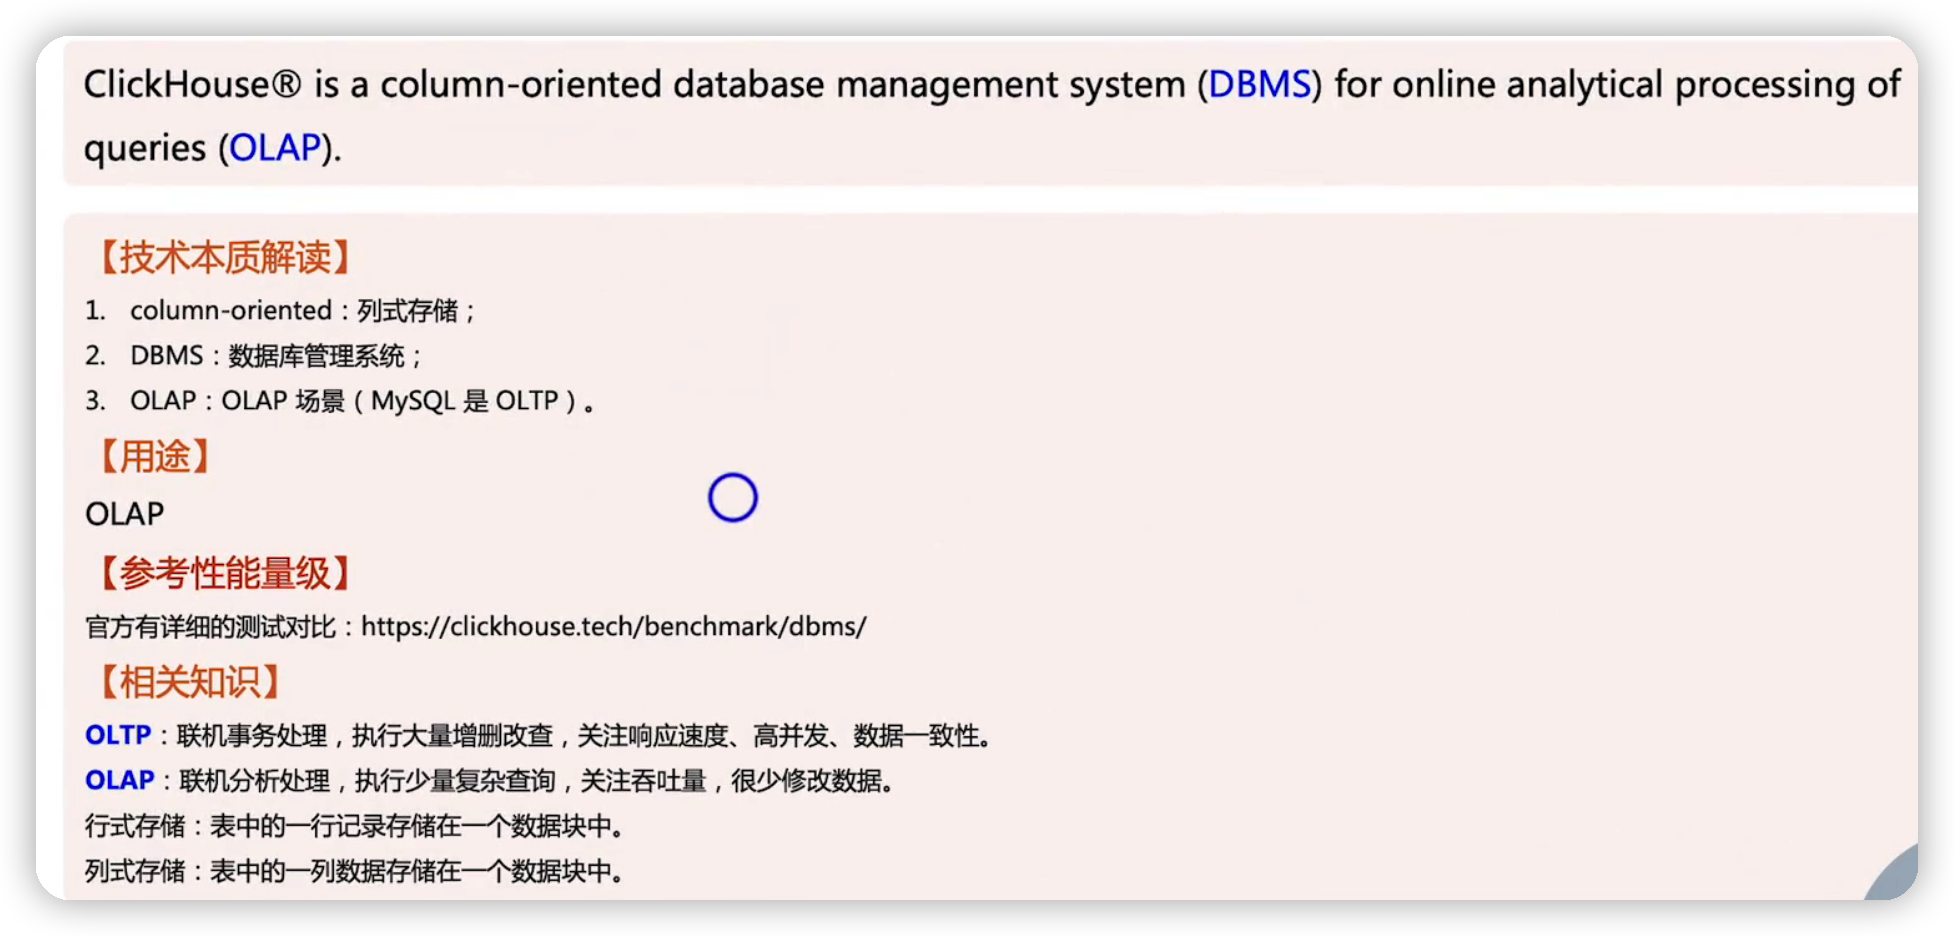 ClickHouse® is a column-oriented database management system (DBMS) for online analytical processing of
queries (OLAP).
【技术本质解读】
1. column-oriented：列式存储；
2. DBMS：数据库管理系统；
3. OLAP：OLAP 场景（MySQL 是 OLTP）。
【用途】
OLAP
【参考性能量级】
官方有详细的测试对比：https://clickhouse.tech/benchmark/dbms/
【相关知识】
OLTP：联机事务处理，执行大量增删改查，关注响应速度、高并发、数据一致性。
OLAP：联机分析处理，执行少量复杂查询，关注吞吐量，很少修改数据。
行式存储：表中的一行记录存储在一个数据块中。
列式存储：表中的一列数据存储在一个数据块中。